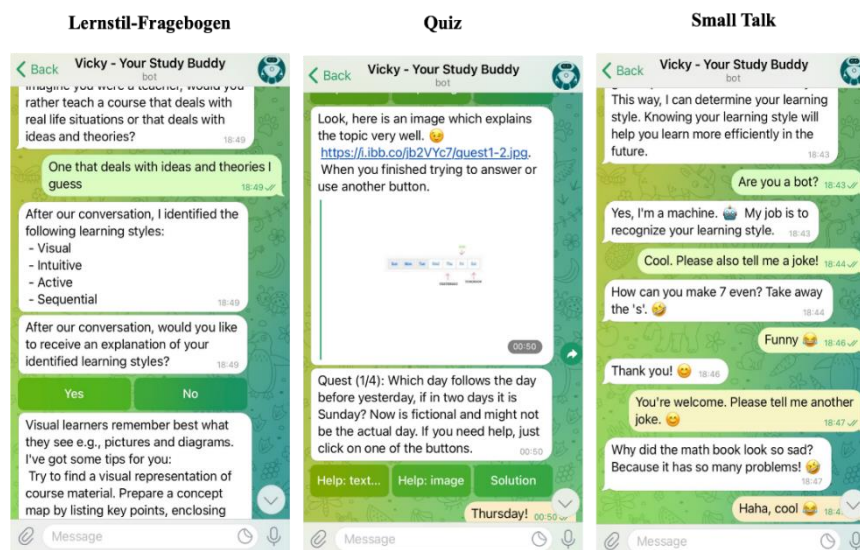 Lernstil-Fragebogen
Back
Vicky - Your Study Buddy
bot
imagine you were a teacher, would you
rather teach a course that deals with
real life situations or that deals with
ideas and theories?
18:49
One that deals with ideas and theories I
guess
18:49
After our conversation, I identified the
following learning styles:
- Visual
- Intuitive
- Active
- Sequential
18:49
After our conversation, would you like
to receive an explanation of your
identified learning styles?
18:49
Yes
No
Visual learners remember best what
they see e.g., pictures and diagrams.
I've got some tips for you:
Try to find a visual representation of
course material. Prepare a concept
map by listing key points, enclosing
Message
Quiz
Back
Vicky - Your Study Buddy
bot
Look, here is an image which explains
the topic very well. 😉
https://i.ibb.co/jb2VYc7/quest1-2.jpg.
When you finished trying to answer or
use another button.
Sun Mon Tue Wed Thu Fri Sat
00:50
Quest (1/4): Which day follows the day
before yesterday, if in two days it is
Sunday? Now is fictional and might not
be the actual day. If you need help, just
click on one of the buttons.
00:50
Help: text...
Help: image
Solution
Thursday!
00:50
Message
Small Talk
Back
Vicky - Your Study Buddy
bot
This way, I can determine your learning
style. Knowing your learning style will
help you learn more efficiently in the
future.
18:43
Are you a bot?
18:43
Yes, I'm a machine. 🤖 My job is to
recognize your learning style.
18:43
Cool. Please also tell me a joke!
18:44
How can you make 7 even? Take away
the 's'. 🤣
18:44
Funny 😂
18:46
Thank you! 😊
18:46
You're welcome. Please tell me another
joke. 😊
18:47
Why did the math book look so sad?
Because it has so many problems! 🤣
18:47
Haha, cool 😂
Message